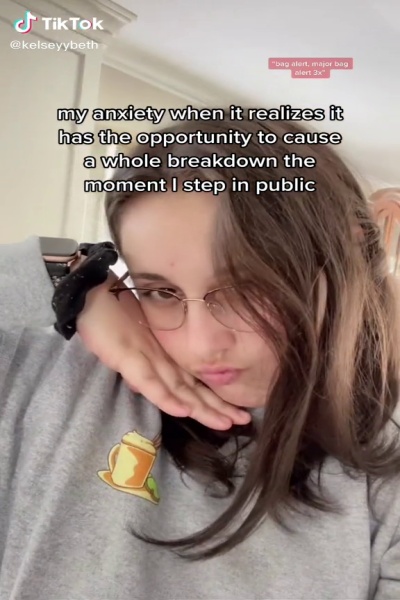 TikTok
@kelseyybeth
"bag alert, major bag
alert 2x"
my anxiety when it realizes it
has the opportunity to cause
a whole breakdown the
moment I step in public